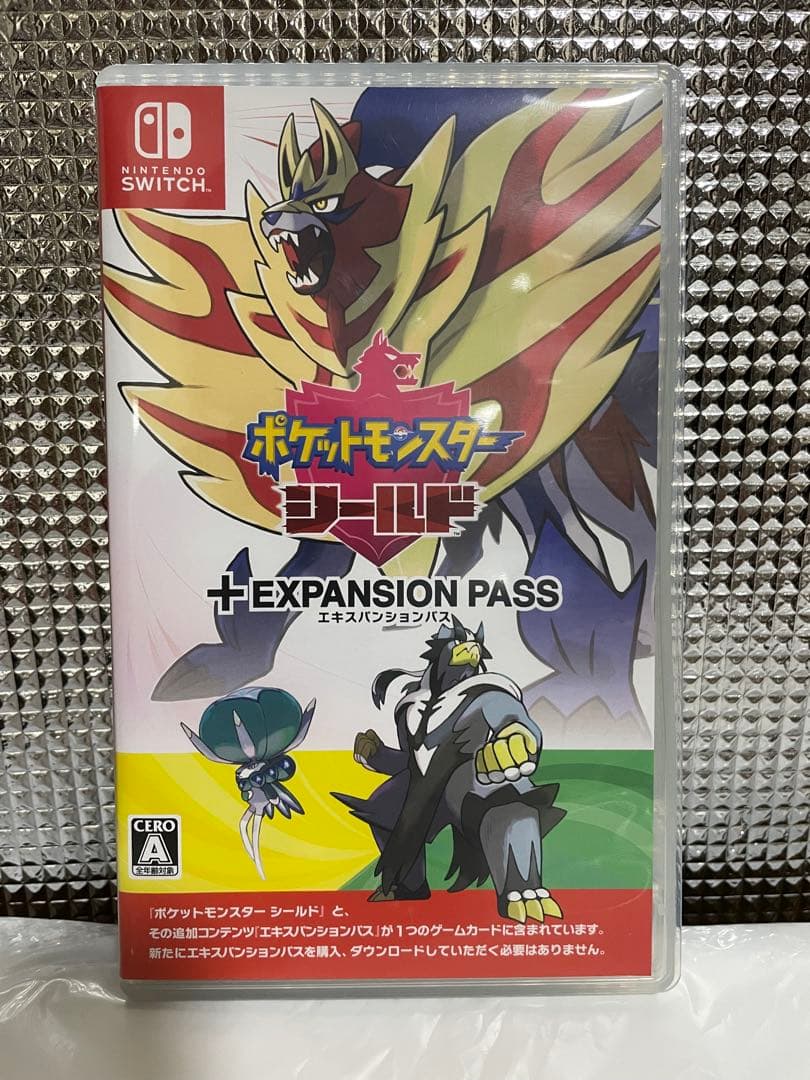 NINTENDO
SWITCH™
ポケットモンスター
シールド™
+EXPANSION PASS
エキスパンションパス
CERO
A
全年齢対象
『ポケットモンスター シールド』と、
その追加コンテンツ『エキスパンションパス』が1つのゲームカードに含まれています。
新たにエキスパンションパスを購入、ダウンロードしていただく必要はありません。